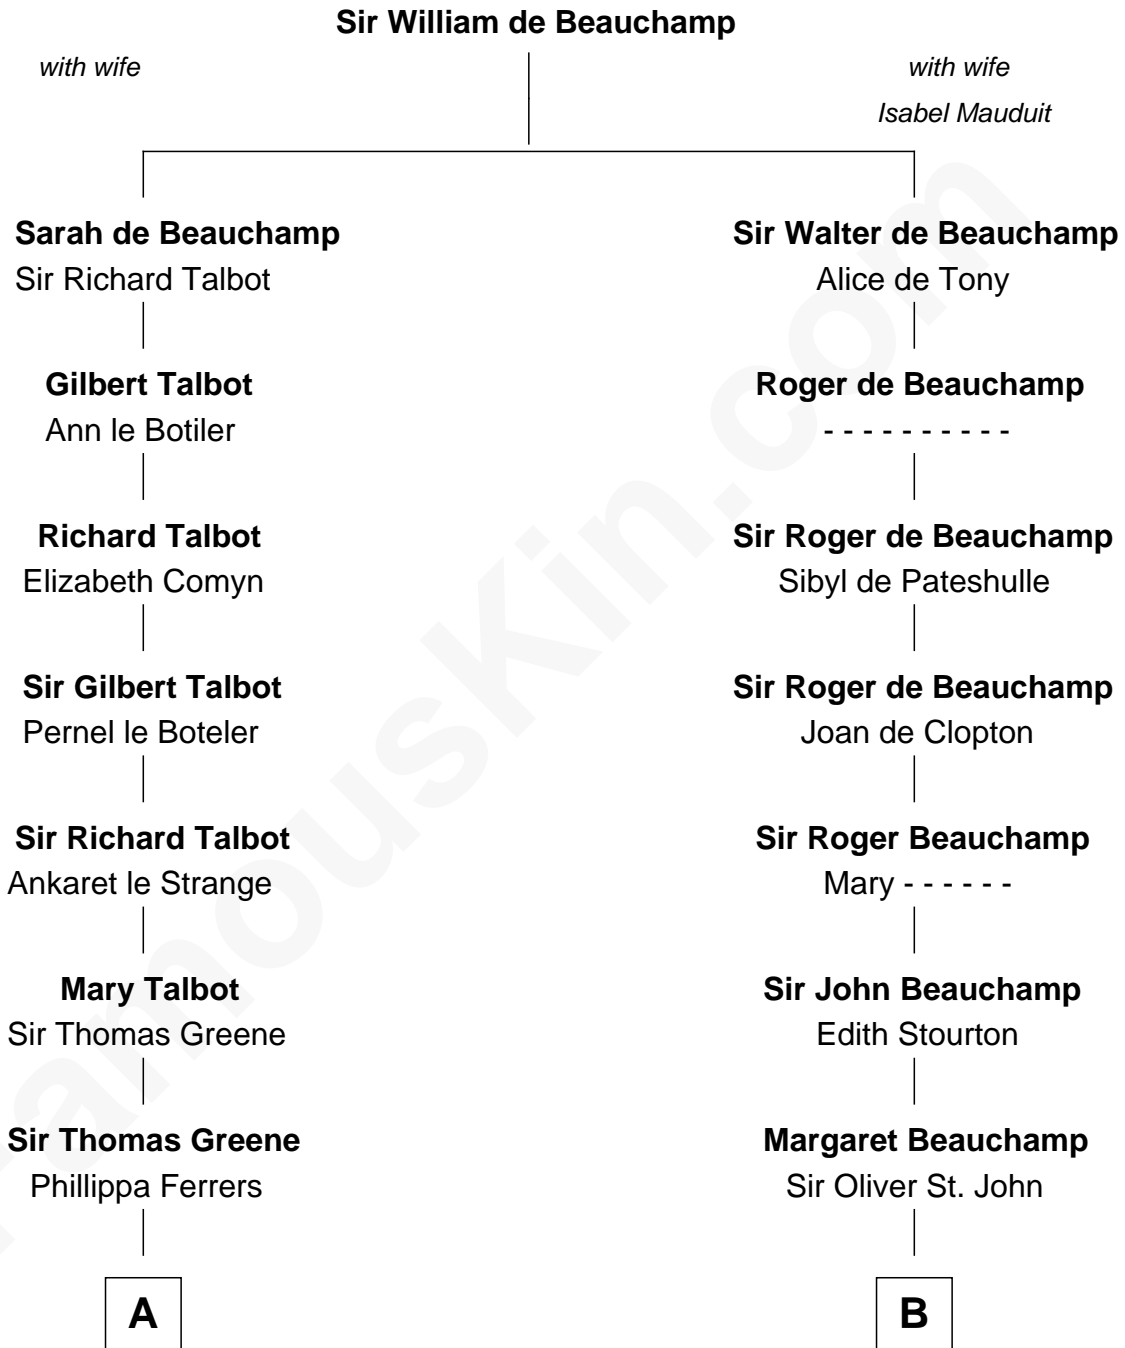 Sir William de Beauchamp
with wife
with wife
Isabel Mauduit
Sarah de Beauchamp
Sir Richard Talbot
Sir Walter de Beauchamp
Alice de Tony
Gilbert Talbot
Ann le Botiler
Roger de Beauchamp
- - - - - - - - - -
Richard Talbot
Elizabeth Comyn
Sir Roger de Beauchamp
Sibyl de Pateshulle
Sir Gilbert Talbot
Pernel le Boteler
Sir Roger de Beauchamp
Joan de Clopton
Sir Richard Talbot
Ankaret le Strange
Sir Roger Beauchamp
Mary - - - - - -
Mary Talbot
Sir Thomas Greene
Sir John Beauchamp
Edith Stourton
Sir Thomas Greene
Phillippa Ferrers
Margaret Beauchamp
Sir Oliver St. John
A
B
FamousKin.com